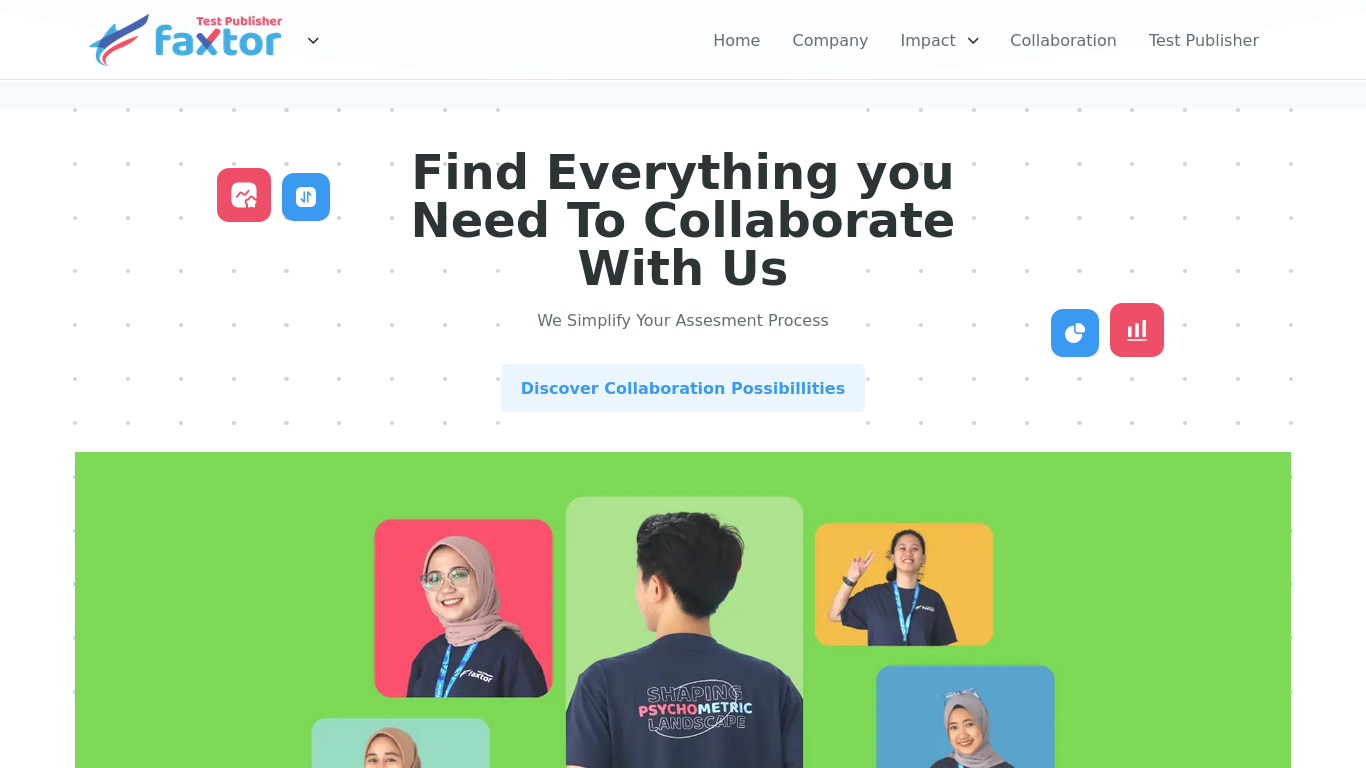 Test Publisher
faxtor
Home
Company
Impact
Collaboration
Test Publisher
Find Everything you
Need To Collaborate
With Us
We Simplify Your Assesment Process
Discover Collaboration Possibillities
faxtor
faxtor
SHAPING
PSYCHOMETRIC
LANDSCAPE